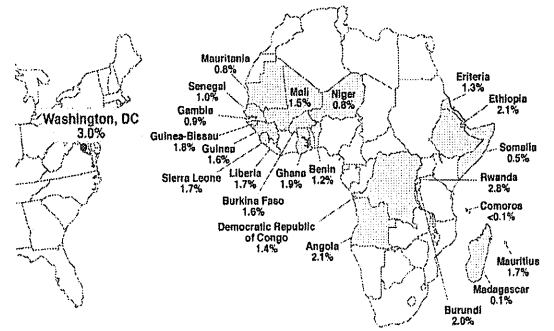 Washington, DC
3.0%
Mauritania
0.8%
Senegal
1.0%
Gambia
0.9%
Guinea-Bissau
1.8%
Guinea
1.6%
Sierra Leone
1.7%
Liberia
1.7%
Mali
1.5%
Niger
0.8%
Burkina Faso
1.6%
Ghana
1.9%
Benin
1.2%
Democratic Republic
of Congo
1.4%
Angola
2.1%
Eriteria
1.3%
Ethiopia
2.1%
Somalia
0.5%
Rwanda
2.8%
Comoros
<0.1%
Mauritius
1.7%
Madagascar
0.1%
Burundi
2.0%